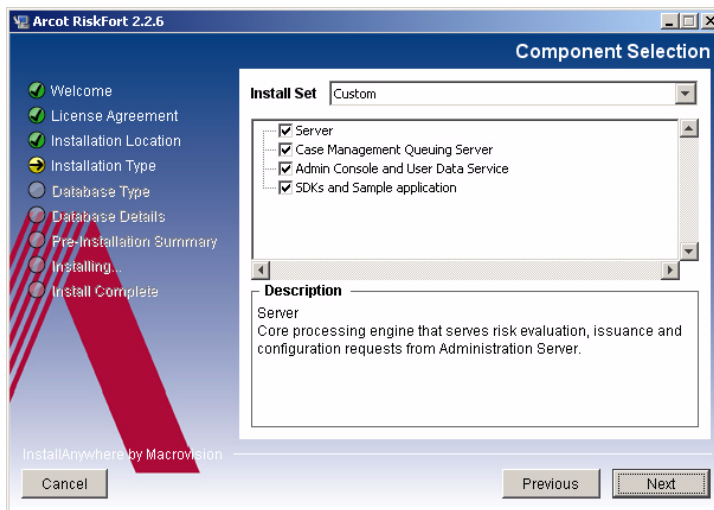 Arcot RiskFort 2.2.6
Component Selection
Welcome
License Agreement
Installation Location
Installation Type
Database Type
Database Details
Pre-Installation Summary
Installing...
Install Complete
Install Set Custom
Server
Case Management Queuing Server
Admin Console and User Data Service
SDKs and Sample application
Description
Server
Core processing engine that serves risk evaluation, issuance and
configuration requests from Administration Server.
InstallAnywhere by Macrovision
Cancel Previous Next